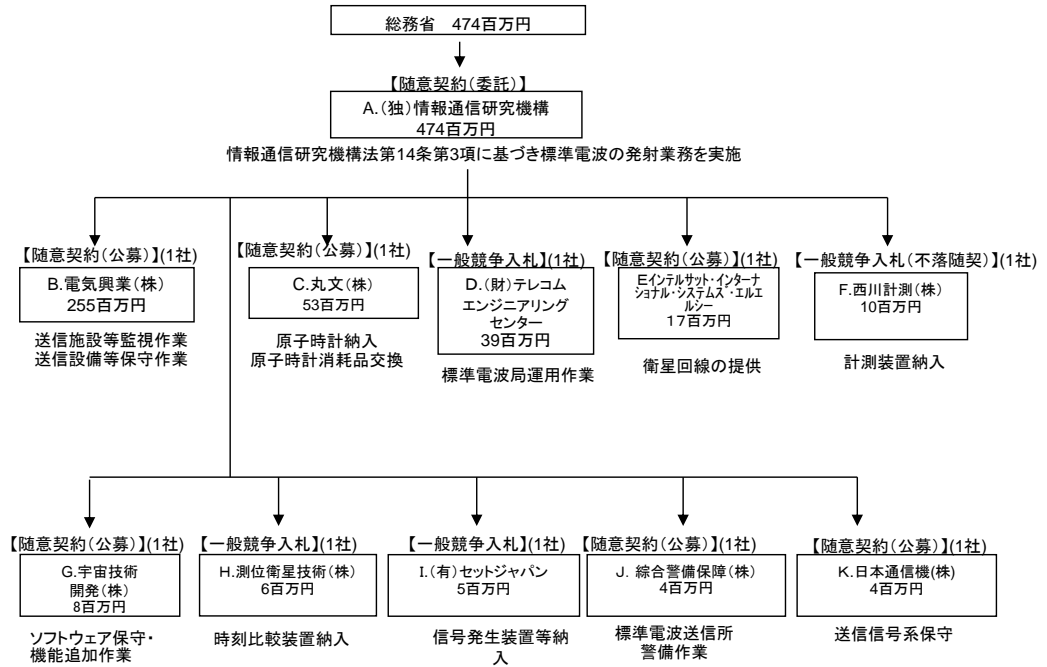 総務省　474百万円
【随意契約（委託）】
A.（独）情報通信研究機構
474百万円
情報通信研究機構法第14条第3項に基づき標準電波の発射業務を実施
【随意契約（公募）】(1社)
B.電気興業（株）
255百万円
送信施設等監視作業
送信設備等保守作業
【随意契約（公募）】(1社)
C.丸文（株）
53百万円
原子時計納入
原子時計消耗品交換
【一般競争入札】(1社)
D.（財）テレコム
エンジニアリング
センター
39百万円
標準電波局運用作業
【随意契約（公募）】(1社)
Eインテルサット・インターナ
ショナル・システムズ・エルエ
ルシー
17百万円
衛星回線の提供
【一般競争入札（不落随契）】(1社)
F.西川計測（株）
10百万円
計測装置納入
【随意契約（公募）】(1社)
G.宇宙技術
開発（株）
8百万円
ソフトウェア保守・
機能追加作業
【一般競争入札】(1社)
H.測位衛星技術（株）
6百万円
時刻比較装置納入
【一般競争入札】(1社)
I.（有）セットジャパン
5百万円
信号発生装置等納
入
【随意契約（公募）】(1社)
J. 綜合警備保障（株）
4百万円
標準電波送信所
警備作業
【随意契約（公募）】(1社)
K.日本通信機(株)
4百万円
送信信号系保守